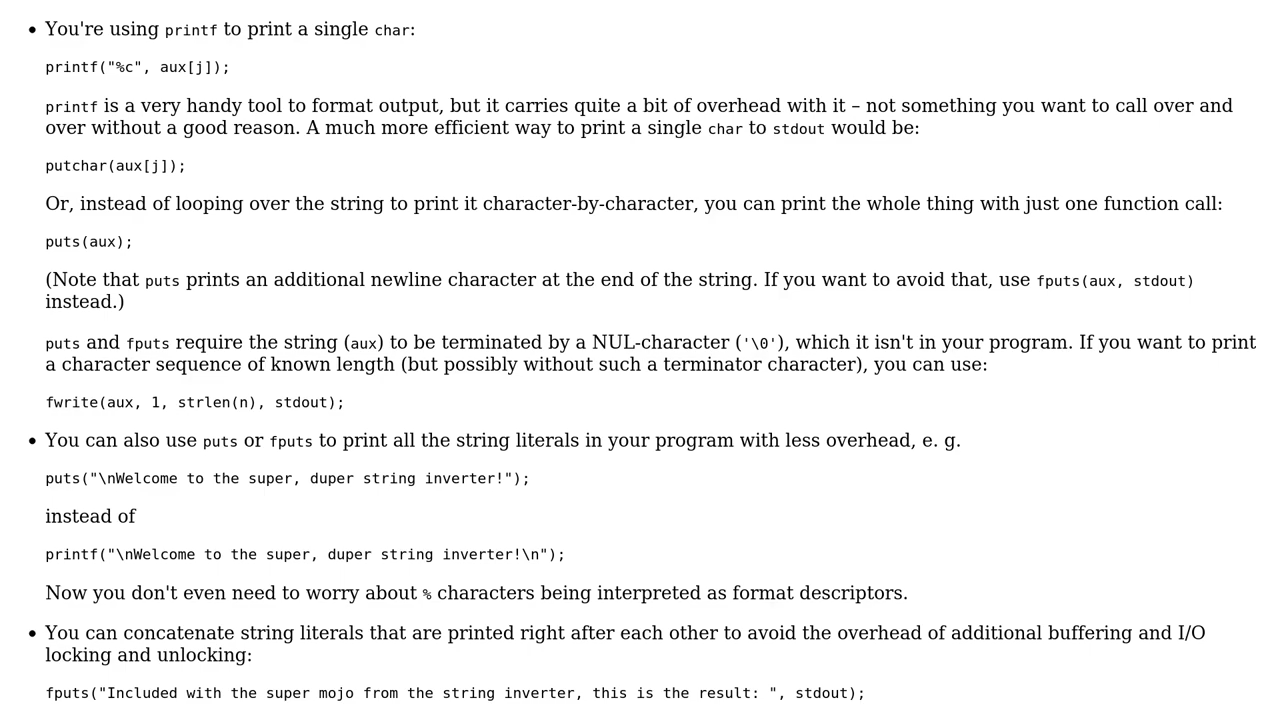 • You're using printf to print a single char:
printf("%c", aux[j]);
printf is a very handy tool to format output, but it carries quite a bit of overhead with it – not something you want to call over and
over without a good reason. A much more efficient way to print a single char to stdout would be:
putchar(aux[j]);
Or, instead of looping over the string to print it character-by-character, you can print the whole thing with just one function call:
puts(aux);
(Note that puts prints an additional newline character at the end of the string. If you want to avoid that, use fputs(aux, stdout)
instead.)
puts and fputs require the string (aux) to be terminated by a NUL-character ('\0'), which it isn't in your program. If you want to print
a character sequence of known length (but possibly without such a terminator character), you can use:
fwrite(aux, 1, strlen(n), stdout);
• You can also use puts or fputs to print all the string literals in your program with less overhead, e. g.
puts("\nWelcome to the super, duper string inverter!");
instead of
printf("\nWelcome to the super, duper string inverter!\n");
Now you don't even need to worry about % characters being interpreted as format descriptors.
• You can concatenate string literals that are printed right after each other to avoid the overhead of additional buffering and I/O
locking and unlocking:
fputs("Included with the super mojo from the string inverter, this is the result: ", stdout);